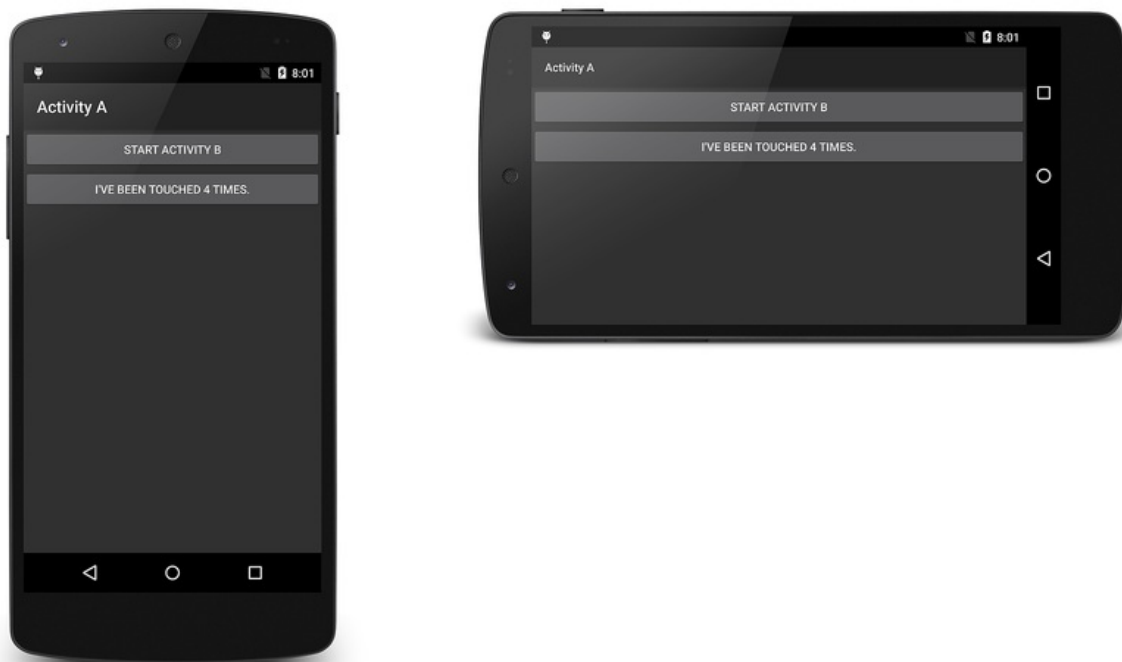 8:01
Activity A
START ACTIVITY B
I'VE BEEN TOUCHED 4 TIMES.
8:01
Activity A
START ACTIVITY B
I'VE BEEN TOUCHED 4 TIMES.